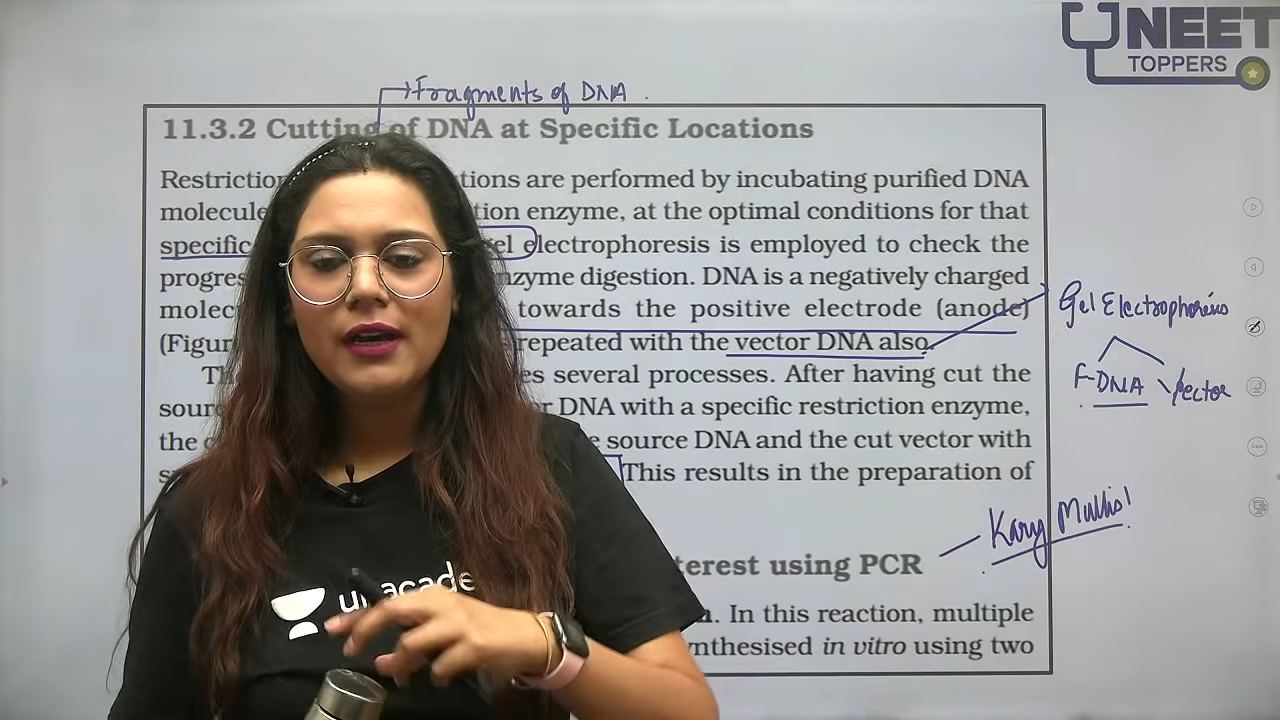 NEET
TOPPERS
Fragments of DNA
11.3.2 Cutting of DNA at Specific Locations
Restriction tions are performed by incubating purified DNA
molecule tion enzyme, at the optimal conditions for that
specific gel electrophoresis is employed to check the
progres nzyme digestion. DNA is a negatively charged
molec towards the positive electrode (anode)
(Figur repeated with the vector DNA also.
Gel Electrophoresis
F-DNA Vector
Th es several processes. After having cut the
sour r DNA with a specific restriction enzyme,
the c e source DNA and the cut vector with
This results in the preparation of
Kary Mullis
terest using PCR
. In this reaction, multiple
nthesised in vitro using two
unacade